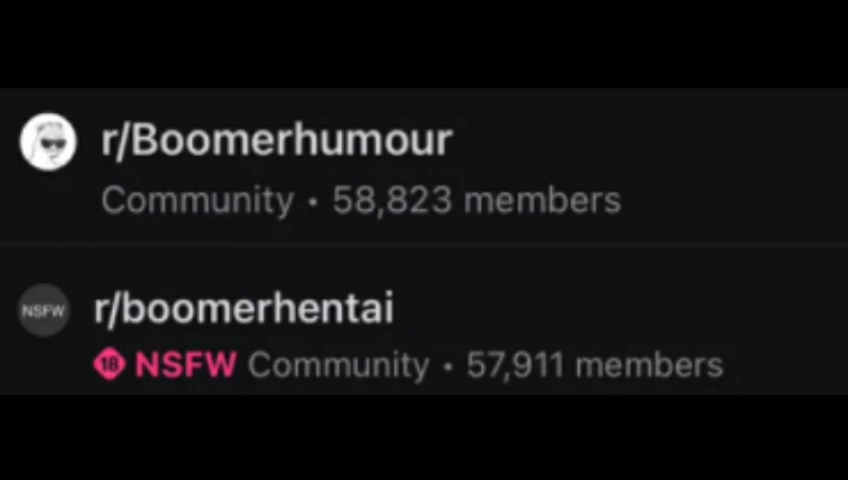 r/Boomerhumour
Community • 58,823 members
NSFW r/boomerhentai
18 NSFW Community • 57,911 members